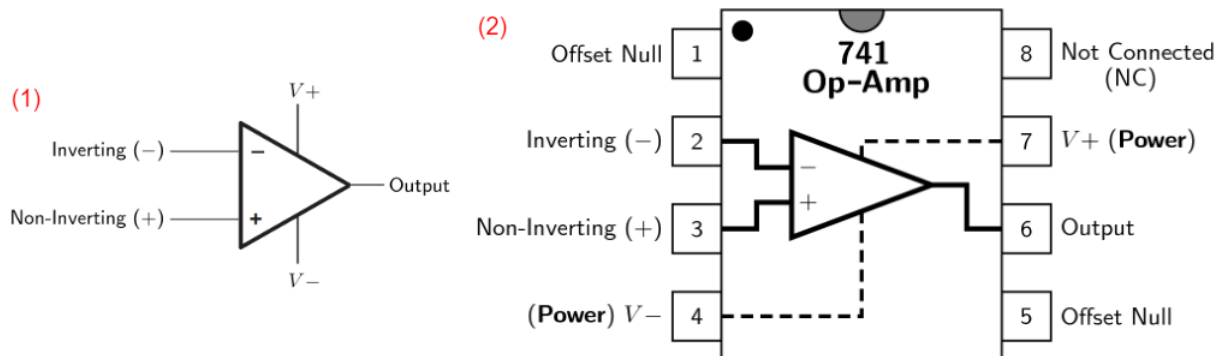 (1)
V+
Inverting (−)
−
Output
Non-Inverting (+)
+
V−
(2)
741
Op-Amp
Offset Null 1
8 Not Connected
(NC)
Inverting (−) 2
7 V+ (Power)
−
+
Non-Inverting (+) 3
6 Output
(Power) V− 4
5 Offset Null